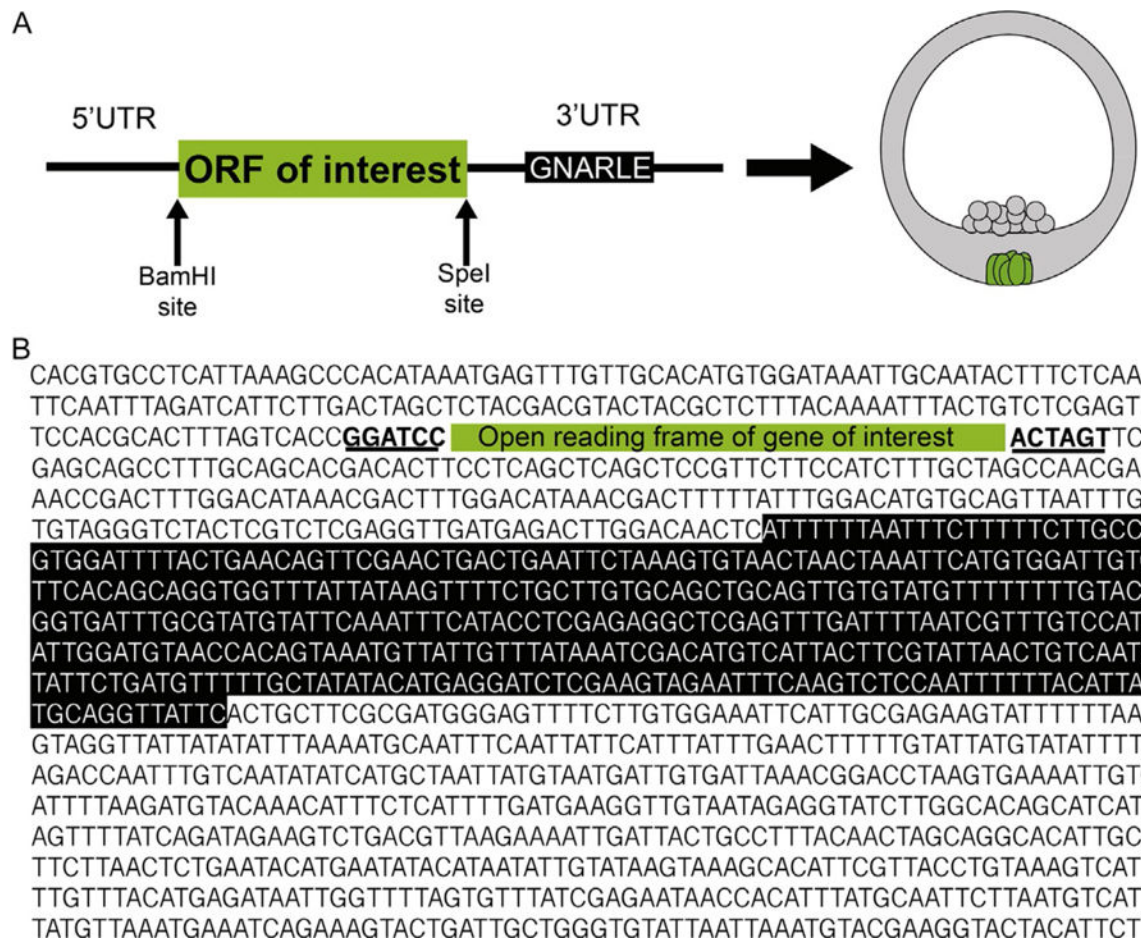 A
5'UTR
3'UTR
ORF of interest
GNARLE
BamHI
site
SpeI
site
B
CACGTGCCTCATTAAAGCCCACATAAATGAGTTTGTTGCACATGTGGATAAATTGCAATACTTTCTCAA
TTCAATTTAGATCATTCTTGACTAGCTCTACGACGTACTACGCTCTTTACAAAATTTACTGTCTCGAGT
TCCACGCACTTTAGTCACCGGATCC Open reading frame of gene of interest ACTAGTTC
GAGCAGCCTTTGCAGCACGACACTTCCTCAGCTCAGCTCCGTTCTTCCATCTTTGCTAGCCAACGA
AACCGACTTTGGACATAAACGACTTTGGACATAAACGACTTTTTATTTGGACATGTGCAGTTAATTTG
TGTAGGGTCTACTCGTCTCGAGGTTGATGAGACTTGGACAACTCATTTTTTAATTTCTTTTTCTTGCC
GTGGATTTTACTGAACAGTTCGAACTGACTGAATTCTAAAGTGTAACTAACTAAATTCATGTGGATTGT
TTCACAGCAGGTGGTTTATTATAAGTTTTCTGCTTGTGCAGCTGCAGTTGTGTATGTTTTTTTTGTAC
GGTGATTTGCGTATGTATTCAAATTTCATACCTCGAGAGGCTCGAGTTTGATTTTAATCGTTTGTCCAT
ATTGGATGTAACCACAGTAAATGTTATTGTTTATAAATCGACATGTCATTACTTCGTATTAACTGTCAAT
TATTCTGATGTTTTTGCTATATACATGAGGATCTCGAAGTAGAATTTCAAGTCTCCAATTTTTTACATTA
TGCAGGTTATTCACTGCTTCGCGATGGGAGTTTTCTTGTGGAAATTCATTGCGAGAAGTATTTTTTAA
GTAGGTTATTATATATTTAAAATGCAATTTCAATTATTCATTTATTTGAACTTTTTGTATTATGTATATTTT
AGACCAATTTGTCAATATATCATGCTAATTATGTAATGATTGTGATTAAACGGACCTAAGTGAAAATTGT
ATTTTAAGATGTACAAACATTTCTCATTTTGATGAAGGTTGTAATAGAGGTATCTTGGCACAGCATCAT
AGTTTTATCAGATAGAAGTCTGACGTTAAGAAAATTGATTACTGCCTTTACAACTAGCAGGCACATTGC
TTCTTAACTCTGAATACATGAATATACATAATATTGTATAAGTAAAGCACATTCGTTACCTGTAAAGTCAT
TTGTTTACATGAGATAATTGGTTTTAGTGTTTATCGAGAATAACCACATTTATGCAATTCTTAATGTCAT
TATGTTAAATGAAATCAGAAAGTACTGATTGCTGGGTGTATTAATTAAATGTACGAAGGTACTACATTCT